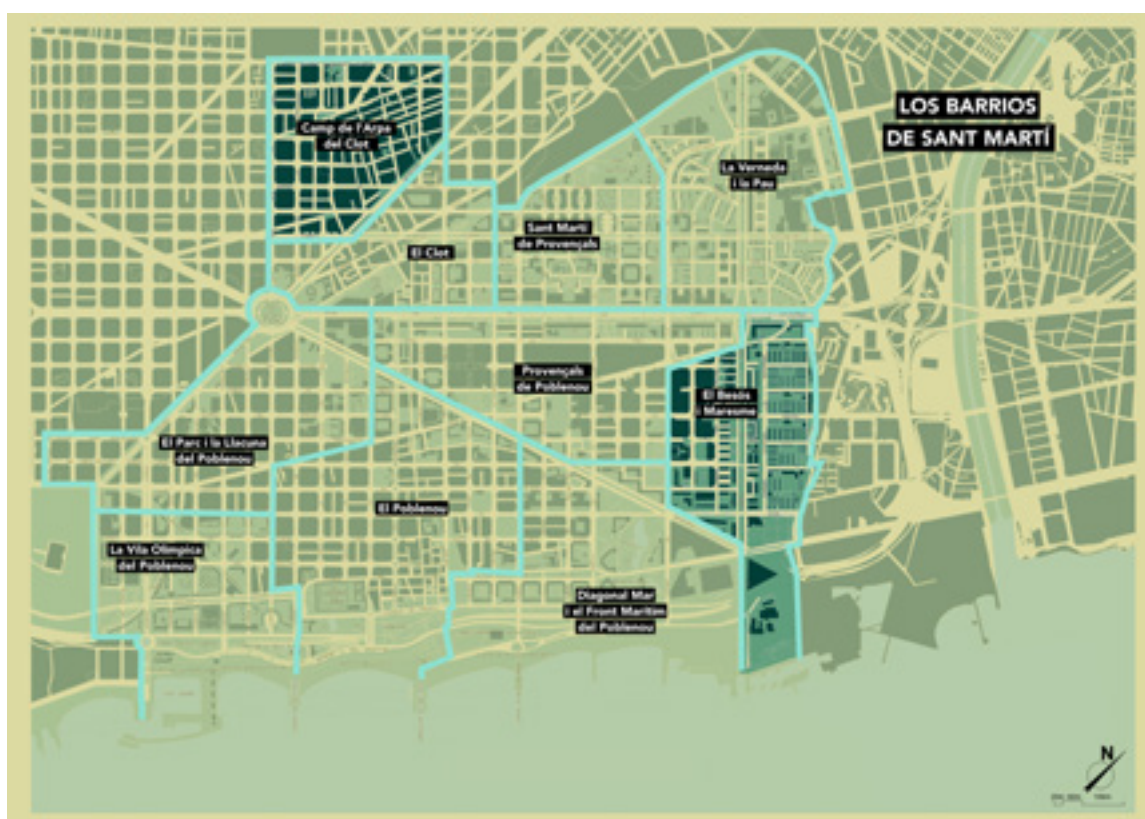 LOS BARRIOS
DE SANT MARTÍ
Camp de l'Arpa
del Clot
La Verneda
i la Pau
Sant Martí
de Provençals
El Clot
Provençals
de Poblenou
El Besòs
i Maresme
El Parc i la Llacuna
del Poblenou
El Poblenou
La Vila Olímpica
del Poblenou
Diagonal Mar
i el Front Marítim
del Poblenou
N